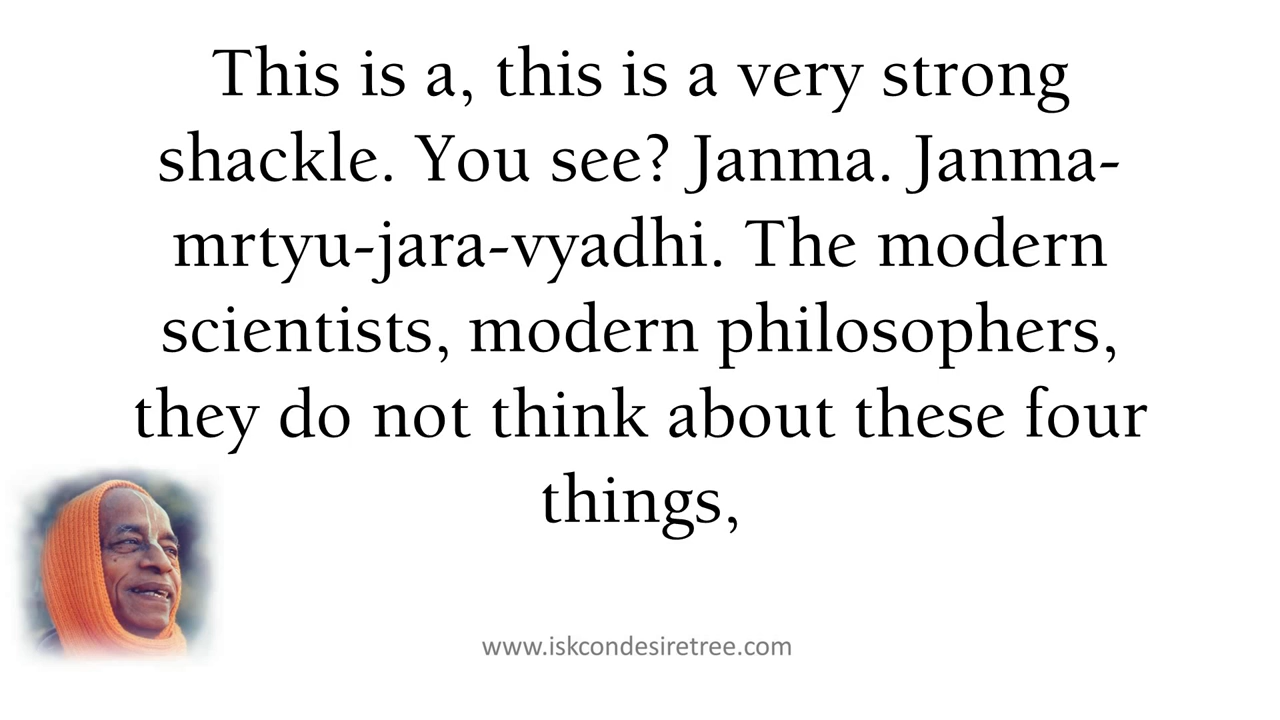 This is a, this is a very strong
shackle. You see? Janma. Janma-
mrtyu-jara-vyadhi. The modern
scientists, modern philosophers,
they do not think about these four
things,
www.iskcondesiretree.com